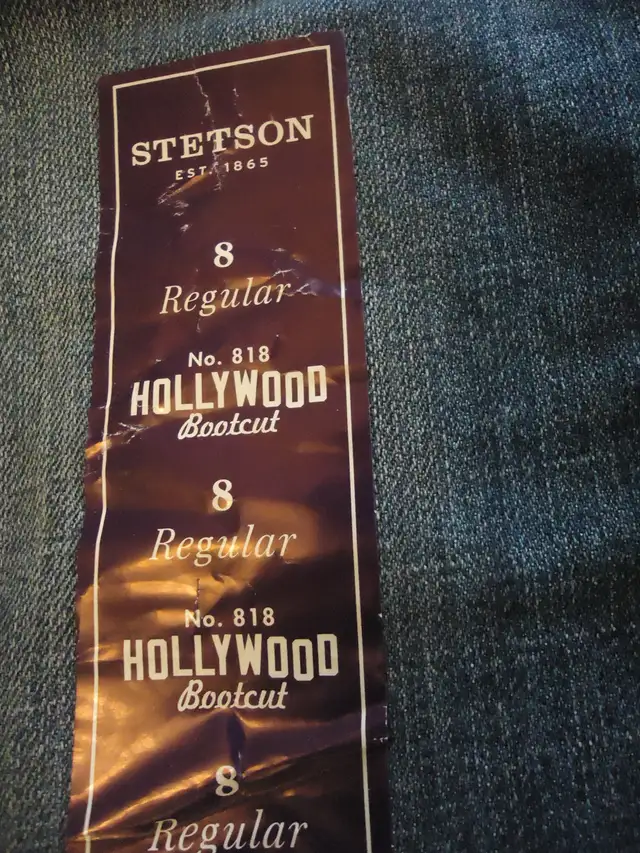 STETSON
EST. 1865
8
Regular
No. 818
HOLLYWOOD
Bootcut
8
Regular
No. 818
HOLLYWOOD
Bootcut
8
Regular